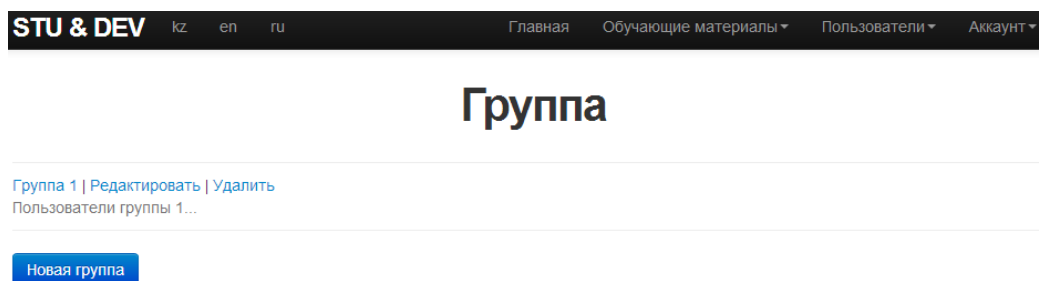 STU & DEV kz en ru Главная Обучающие материалы Пользователи Аккаунт
Группа
Группа 1 | Редактировать | Удалить
Пользователи группы 1...
Новая группа